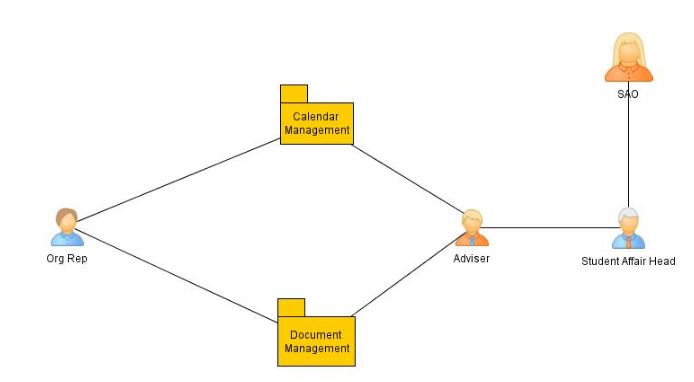 SAO
Calendar
Management
Org Rep
Adviser
Student Affair Head
Document
Management